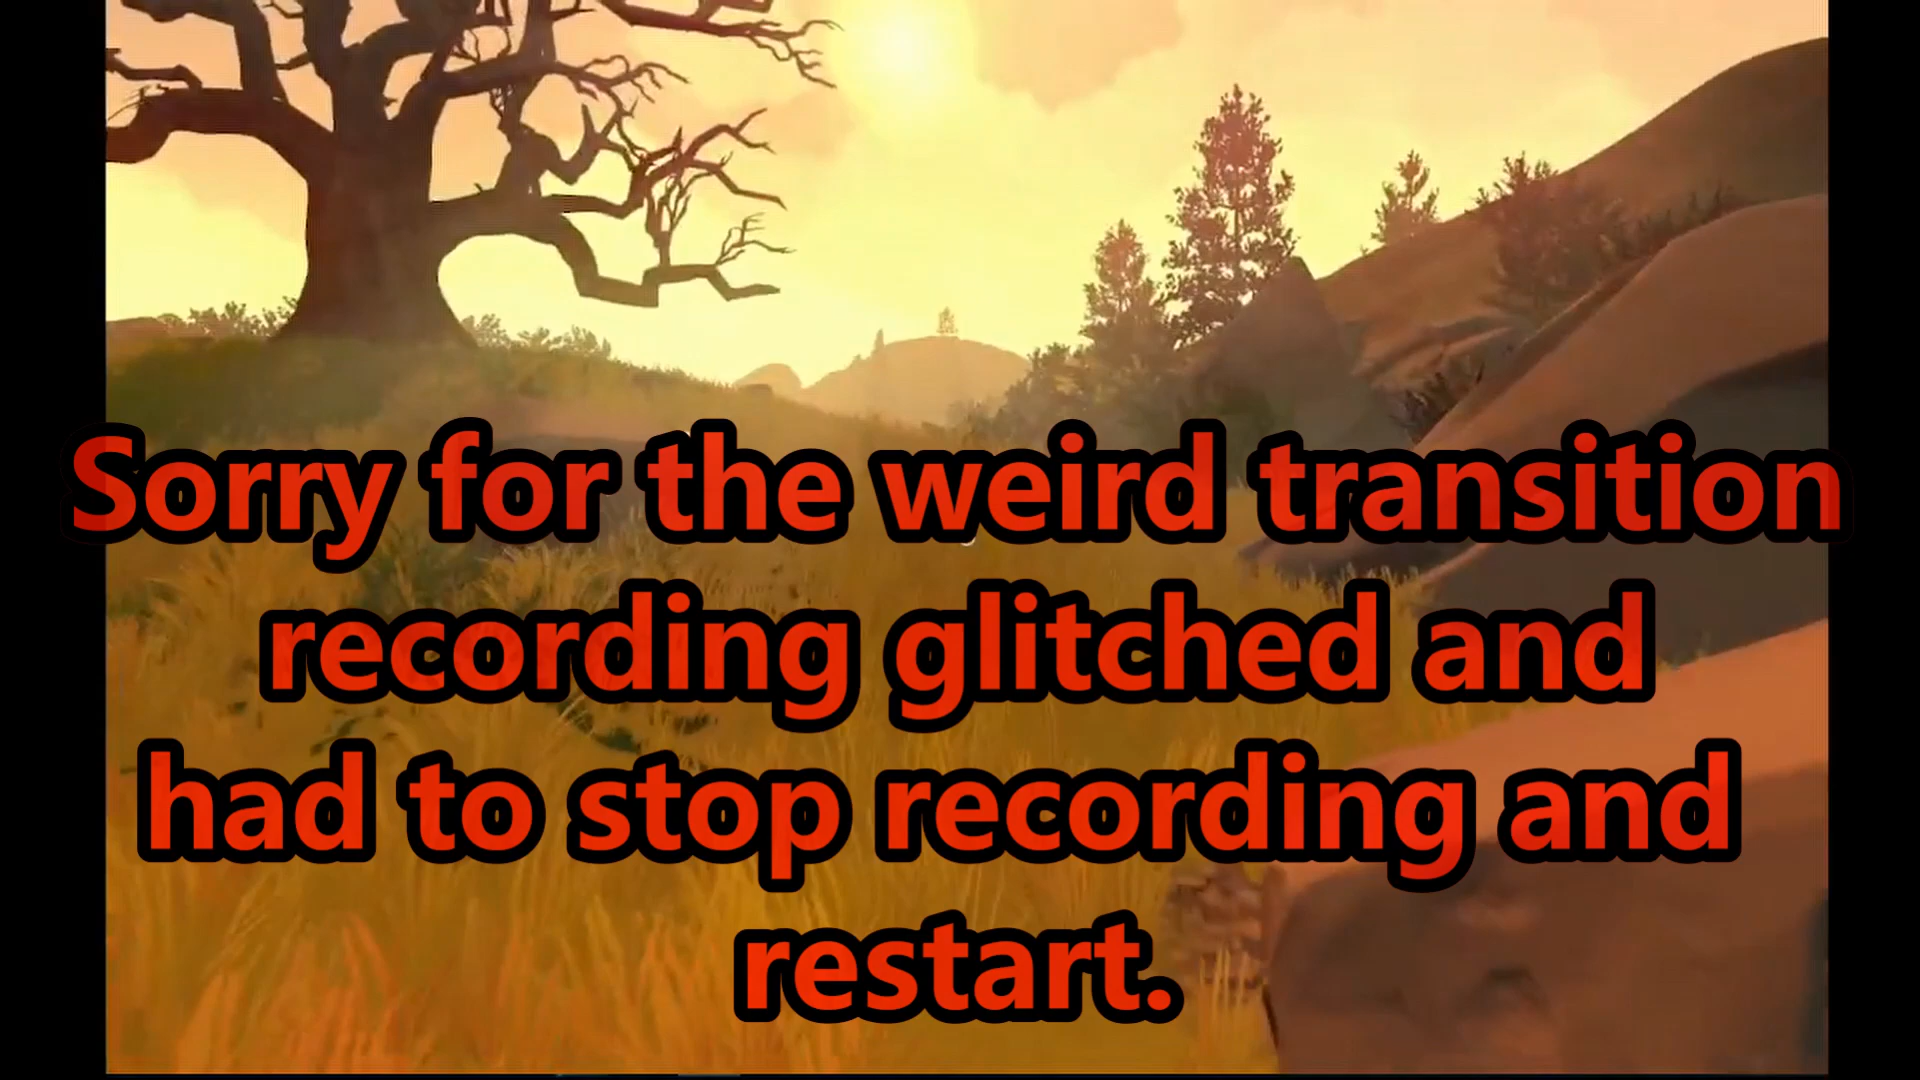 Sorry for the weird transition
recording glitched and
had to stop recording and
restart.